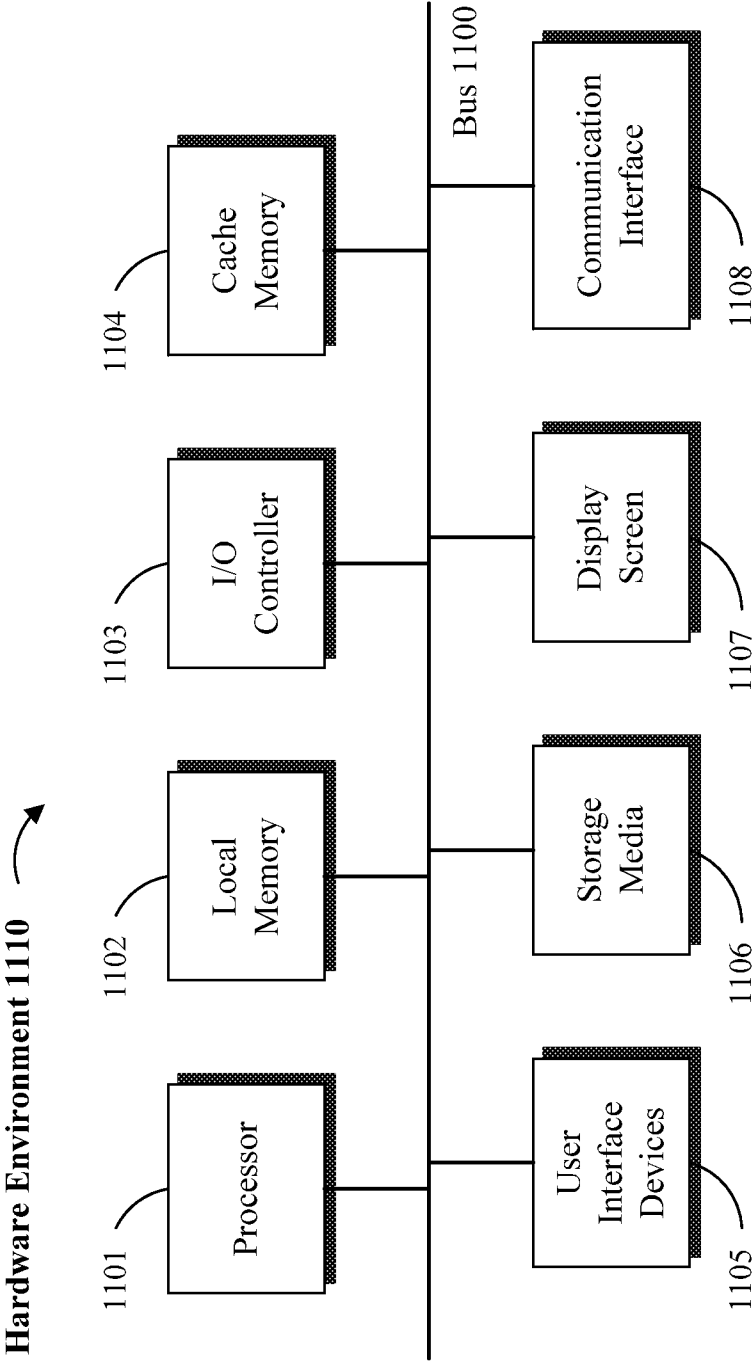 Hardware Environment 1110
1101
Processor
1102
Local
Memory
1103
I/O
Controller
1104
Cache
Memory
Bus 1100
User
Interface
Devices
1105
Storage
Media
1106
Display
Screen
1107
Communication
Interface
1108